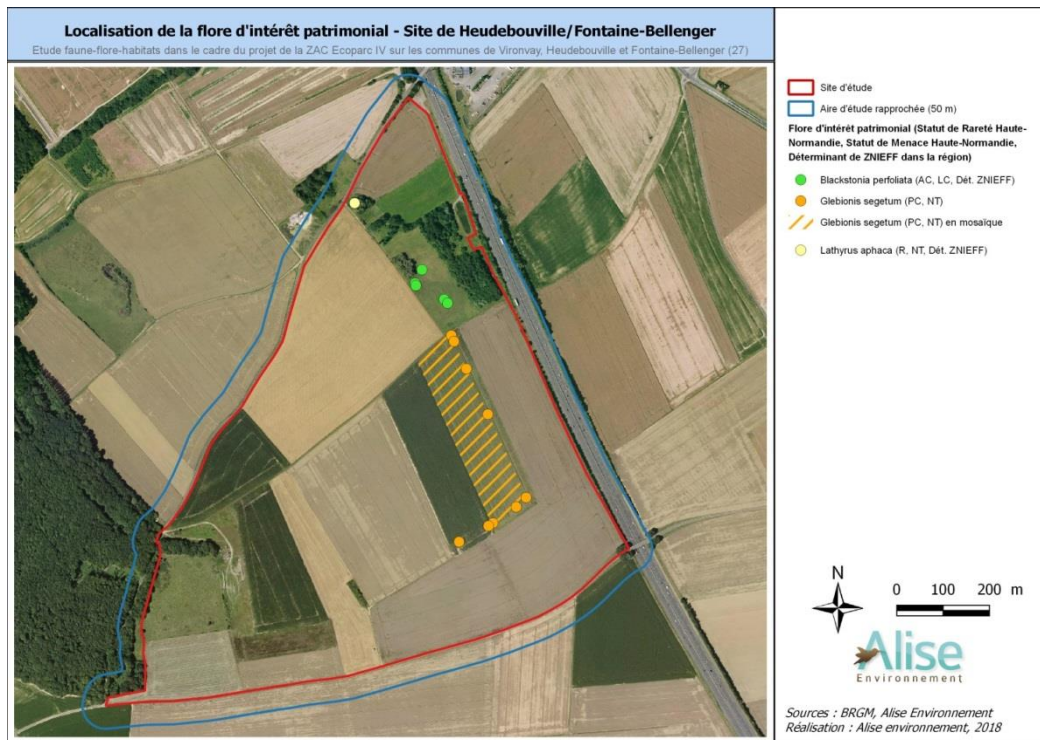 Localisation de la flore d'intérêt patrimonial - Site de Heudebouville/Fontaine-Bellenger
Etude faune-flore-habitats dans le cadre du projet de la ZAC Ecoparc IV sur les communes de Vironvay, Heudebouville et Fontaine-Bellenger (27)
Site d'étude
Aire d'étude rapprochée (50 m)
Flore d'intérêt patrimonial (Statut de Rareté Haute-
Normandie, Statut de Menace Haute-Normandie,
Déterminant de ZNIEFF dans la région)
Blackstonia perfoliata (AC, LC, Dét. ZNIEFF)
Glebionis segetum (PC, NT)
Glebionis segetum (PC, NT) en mosaïque
Lathyrus aphaca (R, NT, Dét. ZNIEFF)
N
0 100 200 m
Alise
Environnement
Sources : BRGM, Alise Environnement
Réalisation : Alise environnement, 2018